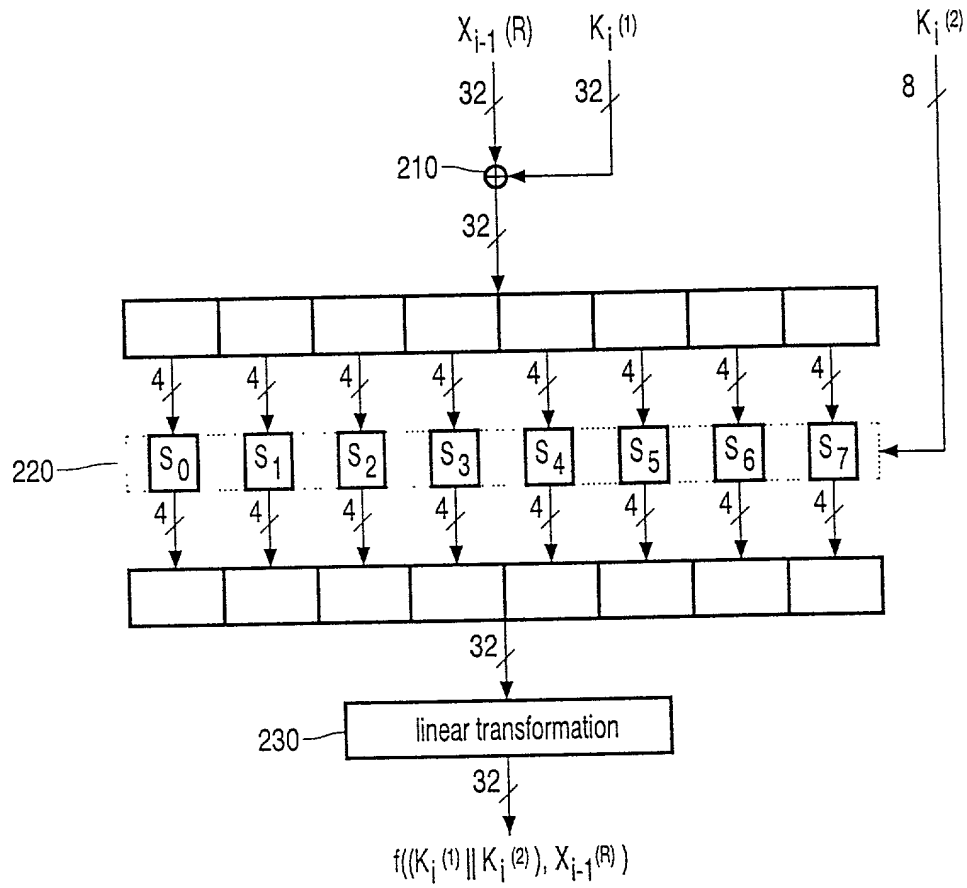 X_{i-1}^{(R)} K_i^{(1)} K_i^{(2)}
32 32 8
210
32
4 4 4 4 4 4 4 4
220 S_0 S_1 S_2 S_3 S_4 S_5 S_6 S_7
4 4 4 4 4 4 4 4
32
230 linear transformation
32
f((K_i^{(1)} || K_i^{(2)}), X_{i-1}^{(R)})